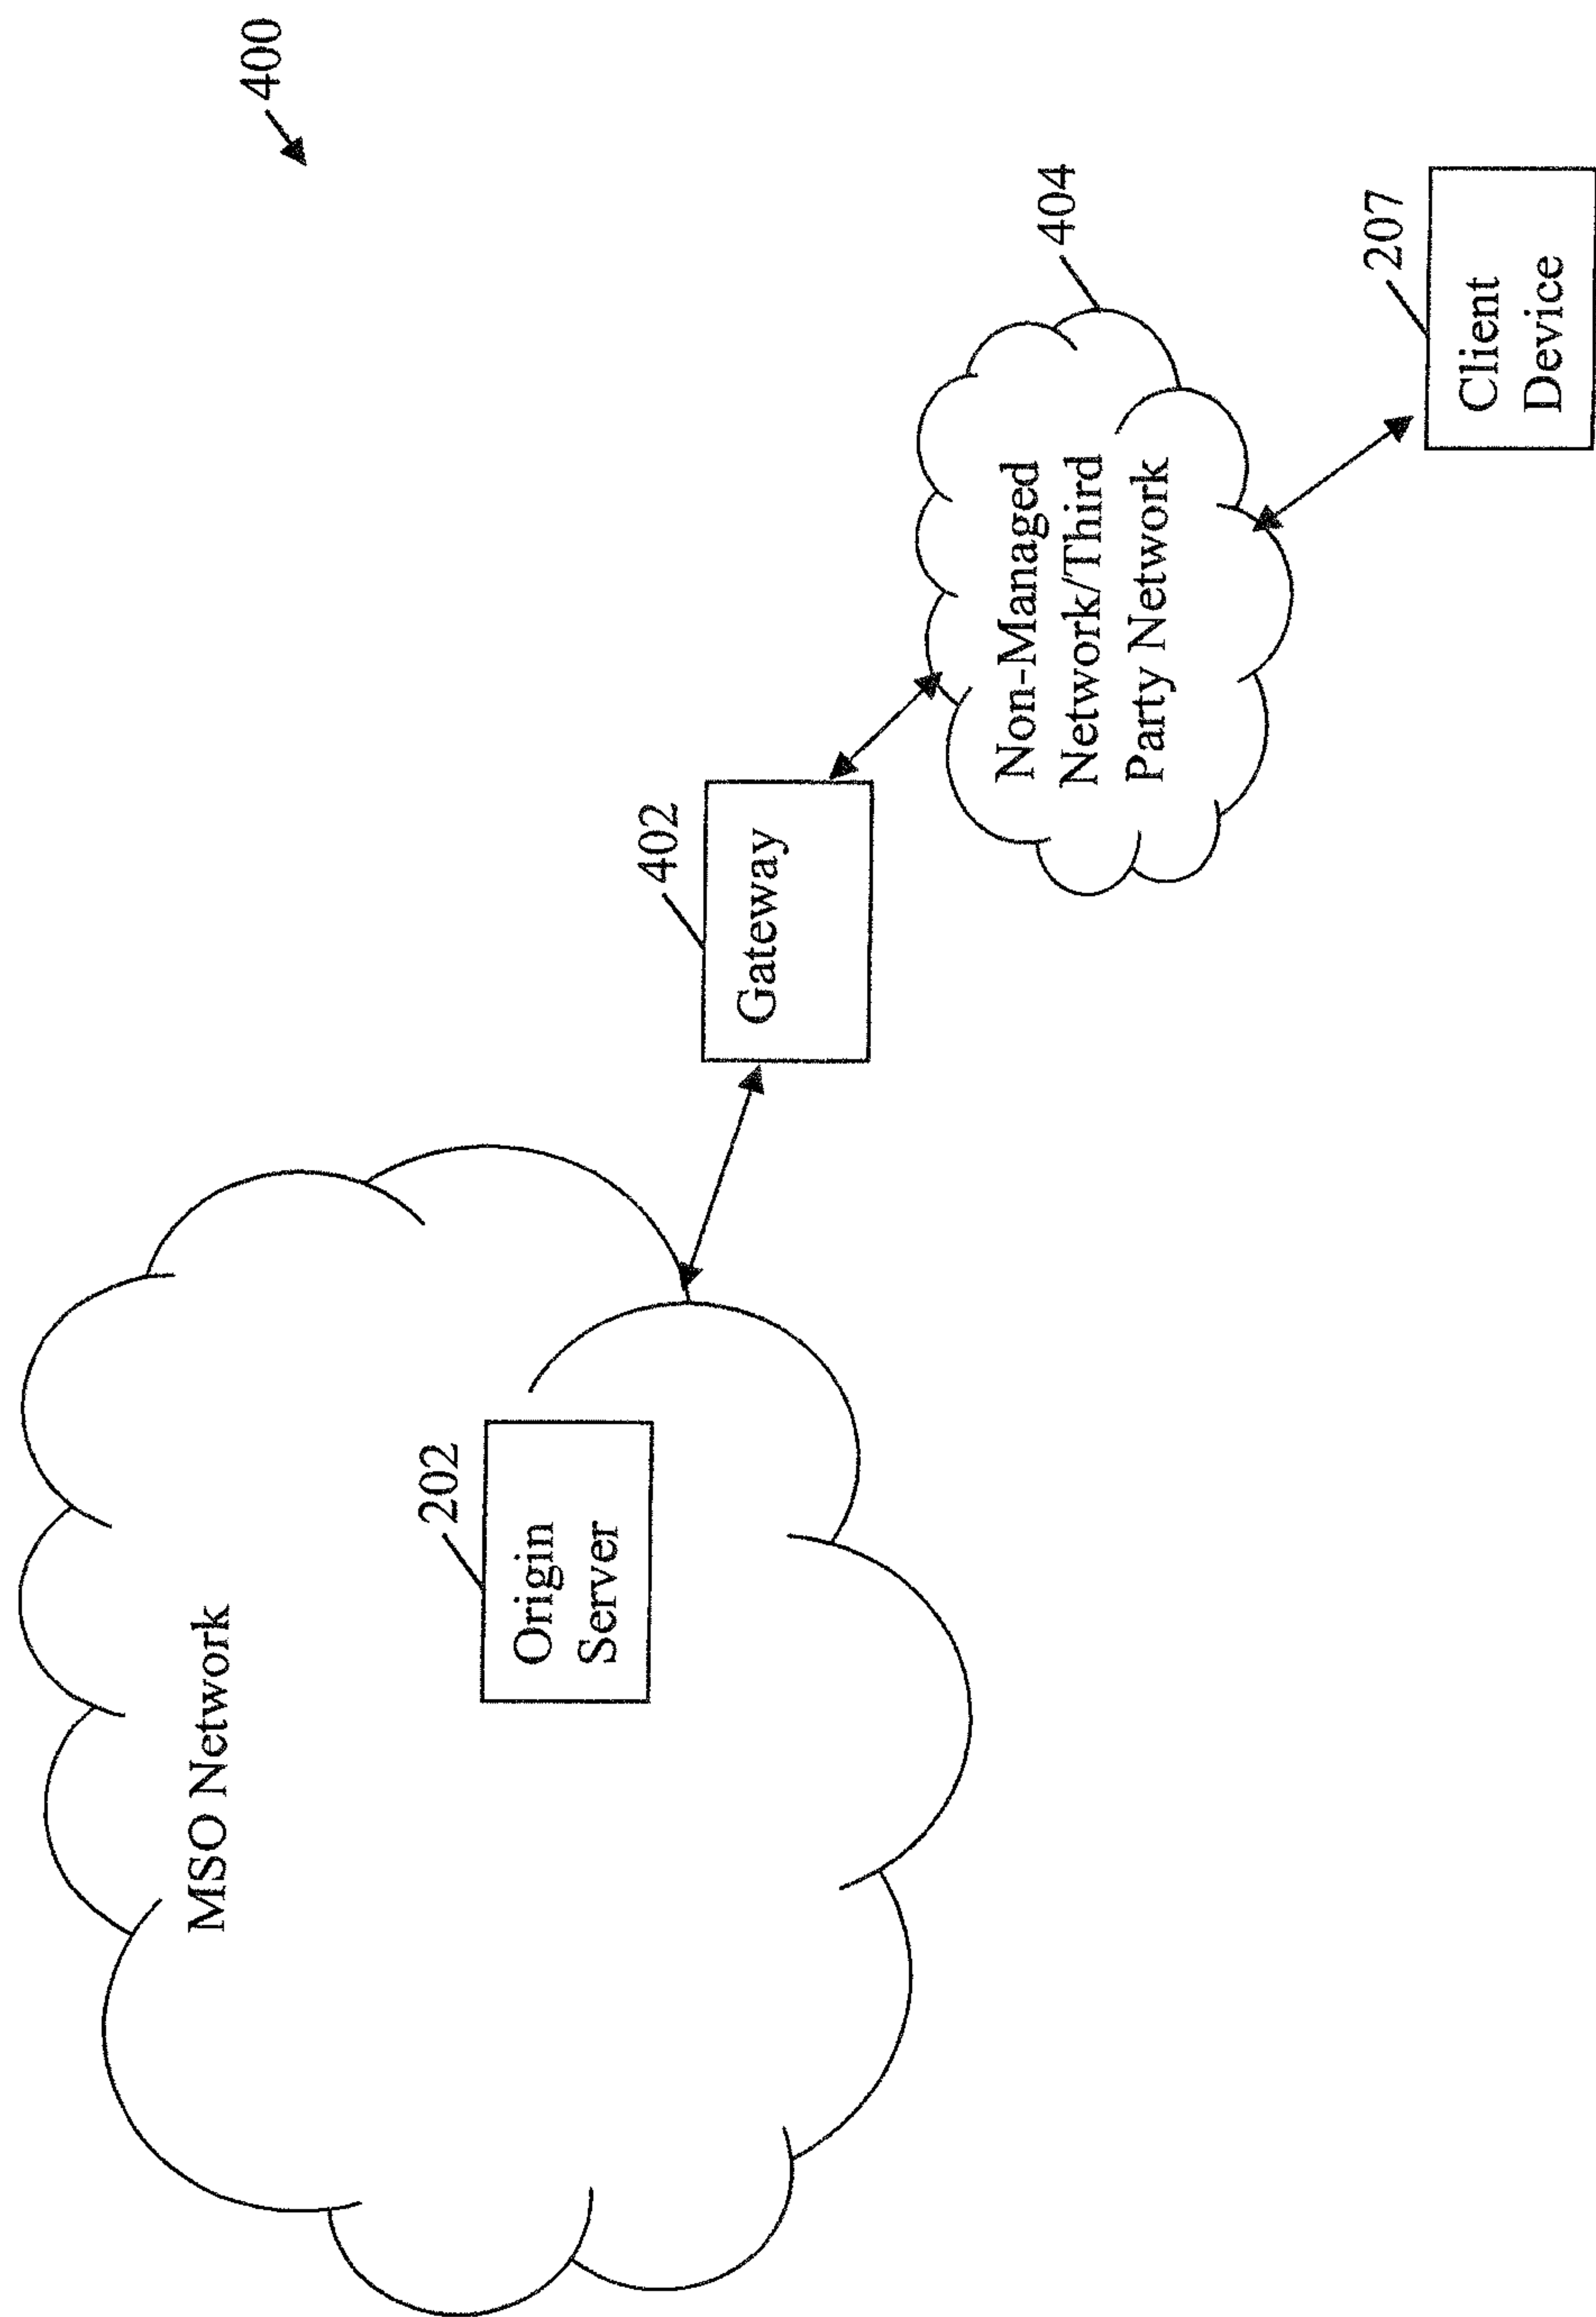 400
MSO Network
202
Origin
Server
402
Gateway
404
Non-Managed
Network/Third
Party Network
207
Client
Device